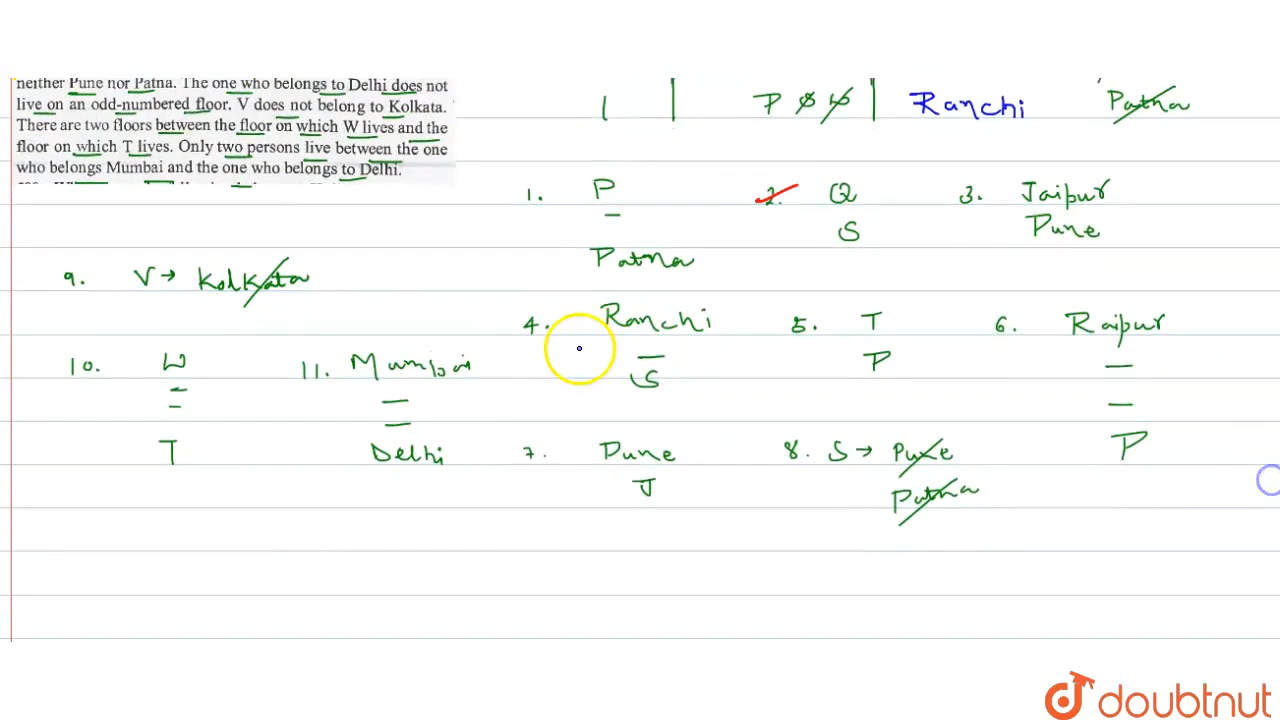 neither Pune nor Patna. The one who belongs to Delhi does not
live on an odd-numbered floor. V does not belong to Kolkata.
There are two floors between the floor on which W lives and the
floor on which T lives. Only two persons live between the one
who belongs Mumbai and the one who belongs to Delhi.
1 | P S | Ranchi Patna
1. P
—
Patna
2. Q
S
3. Jaipur
Pune
9. V → Kolkata
4. Ranchi
—
S
5. T
P
6. Raipur
—
—
P
10. W
—
—
T
11. Mumbai
—
—
Delhi
7. Pune
J
8. S → Pune
Patna
doubtnut